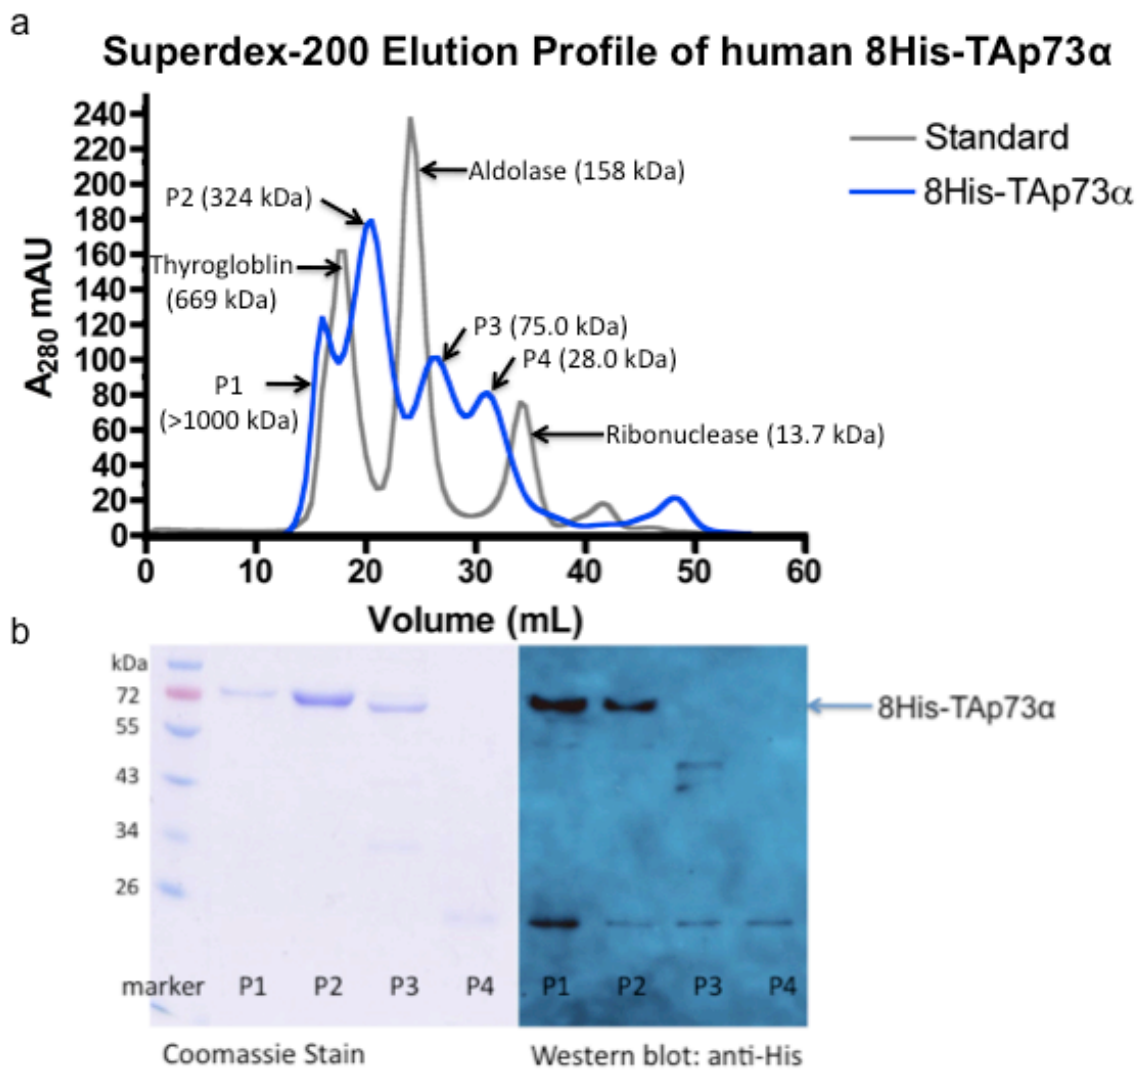 a
Superdex-200 Elution Profile of human 8His-TAp73α
240
220
200
180
160
140
120
100
80
60
40
20
0
A280 mAU
Standard
8His-TAp73α
Aldolase (158 kDa)
P2 (324 kDa)
Thyrogloblin
(669 kDa)
P3 (75.0 kDa)
P4 (28.0 kDa)
P1
(>1000 kDa)
Ribonuclease (13.7 kDa)
0 10 20 30 40 50 60
Volume (mL)
b
kDa
72
55
43
34
26
8His-TAp73α
marker P1 P2 P3 P4 P1 P2 P3 P4
Coomassie Stain Western blot: anti-His